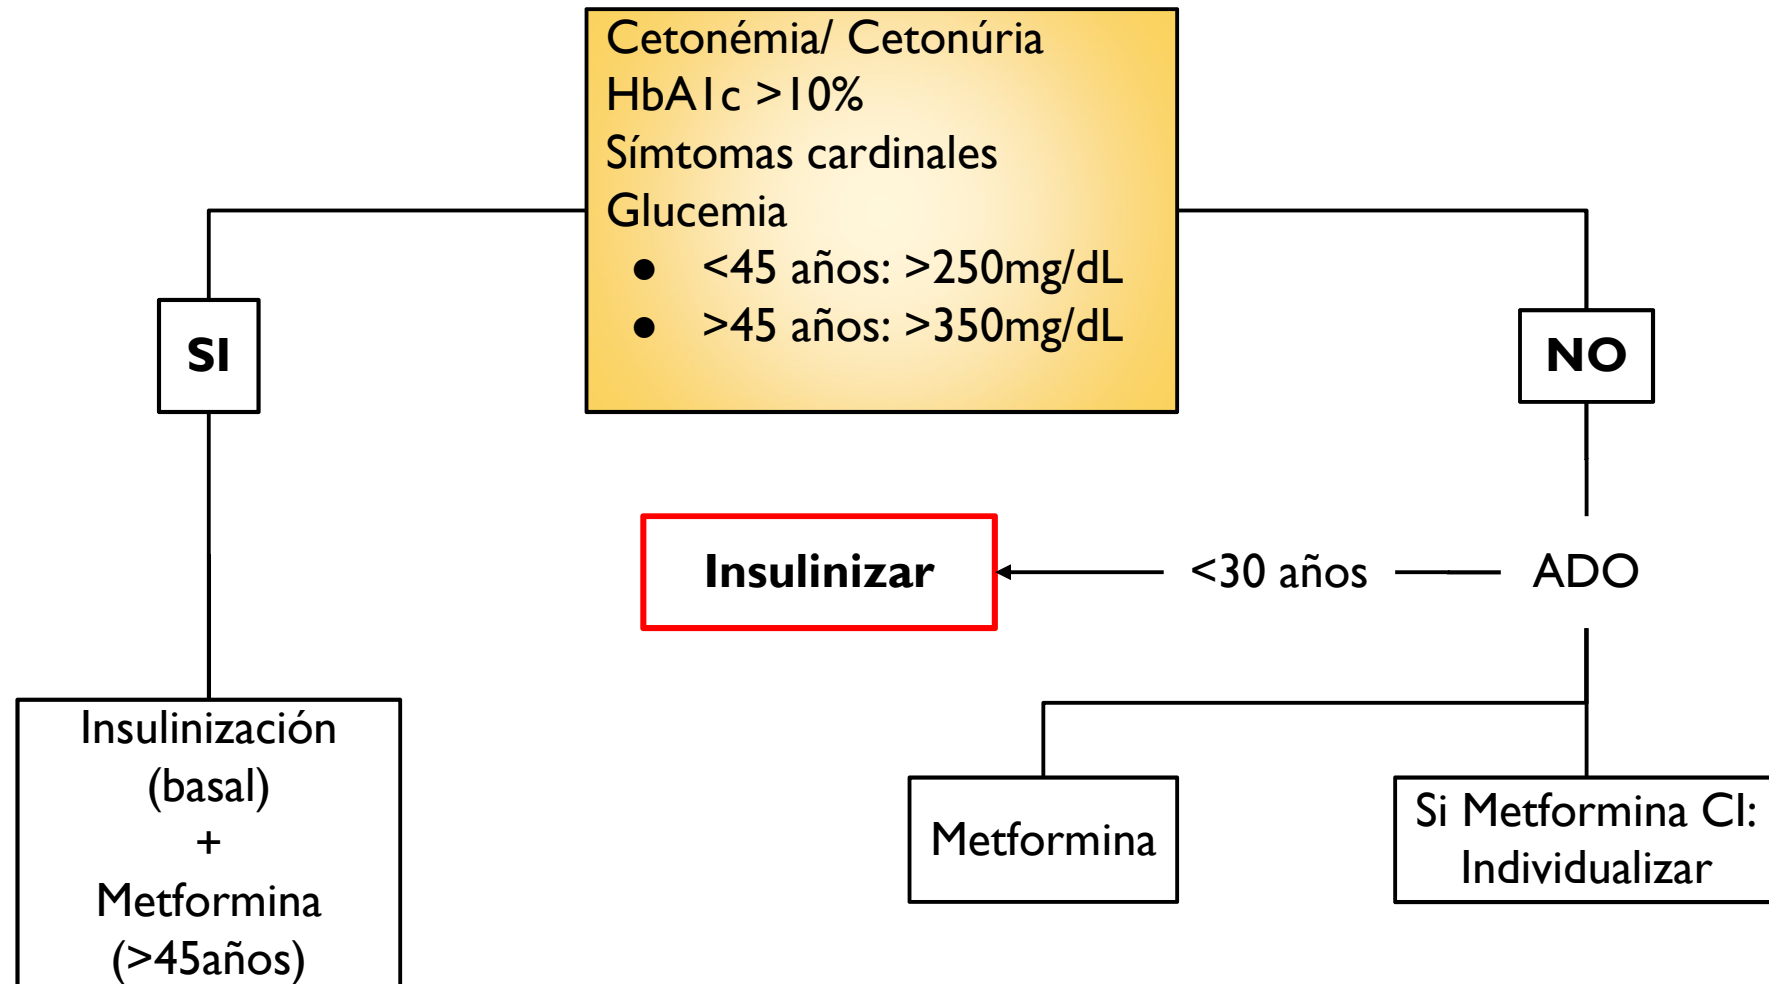 Cetonémia/ Cetonúria
HbA1c >10%
Símtomas cardinales
Glucemia
● <45 años: >250mg/dL
● >45 años: >350mg/dL
SI
NO
Insulinizar
<30 años
ADO
Insulinización
(basal)
+
Metformina
(>45años)
Metformina
Si Metformina CI:
Individualizar